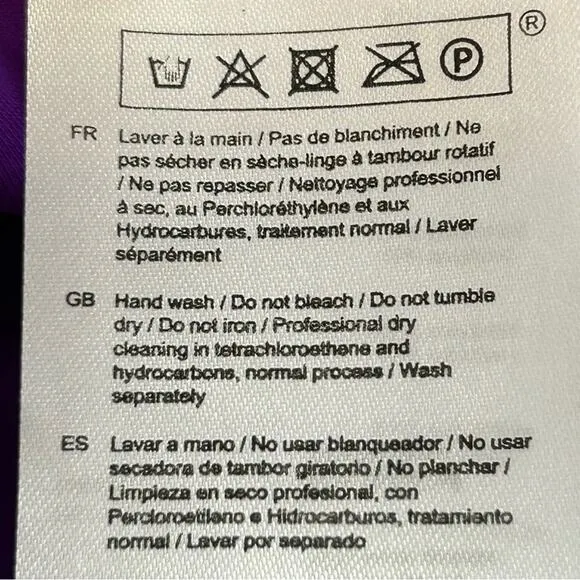 ®
P
FR Laver à la main / Pas de blanchiment / Ne
pas sécher en sèche-linge à tambour rotatif
/ Ne pas repasser / Nettoyage professionnel
à sec, au Perchloréthylène et aux
Hydrocarbures, traitement normal / Laver
séparément
GB Hand wash / Do not bleach / Do not tumble
dry / Do not iron / Professional dry
cleaning in tetrachloroethene and
hydrocarbons, normal process / Wash
separately
ES Lavar a mano / No usar blanqueador / No usar
secadora de tambor giratorio / No planchar /
Limpieza en seco profesional, con
Percloroetileno e Hidrocarburos, tratamiento
normal / Lavar por separado